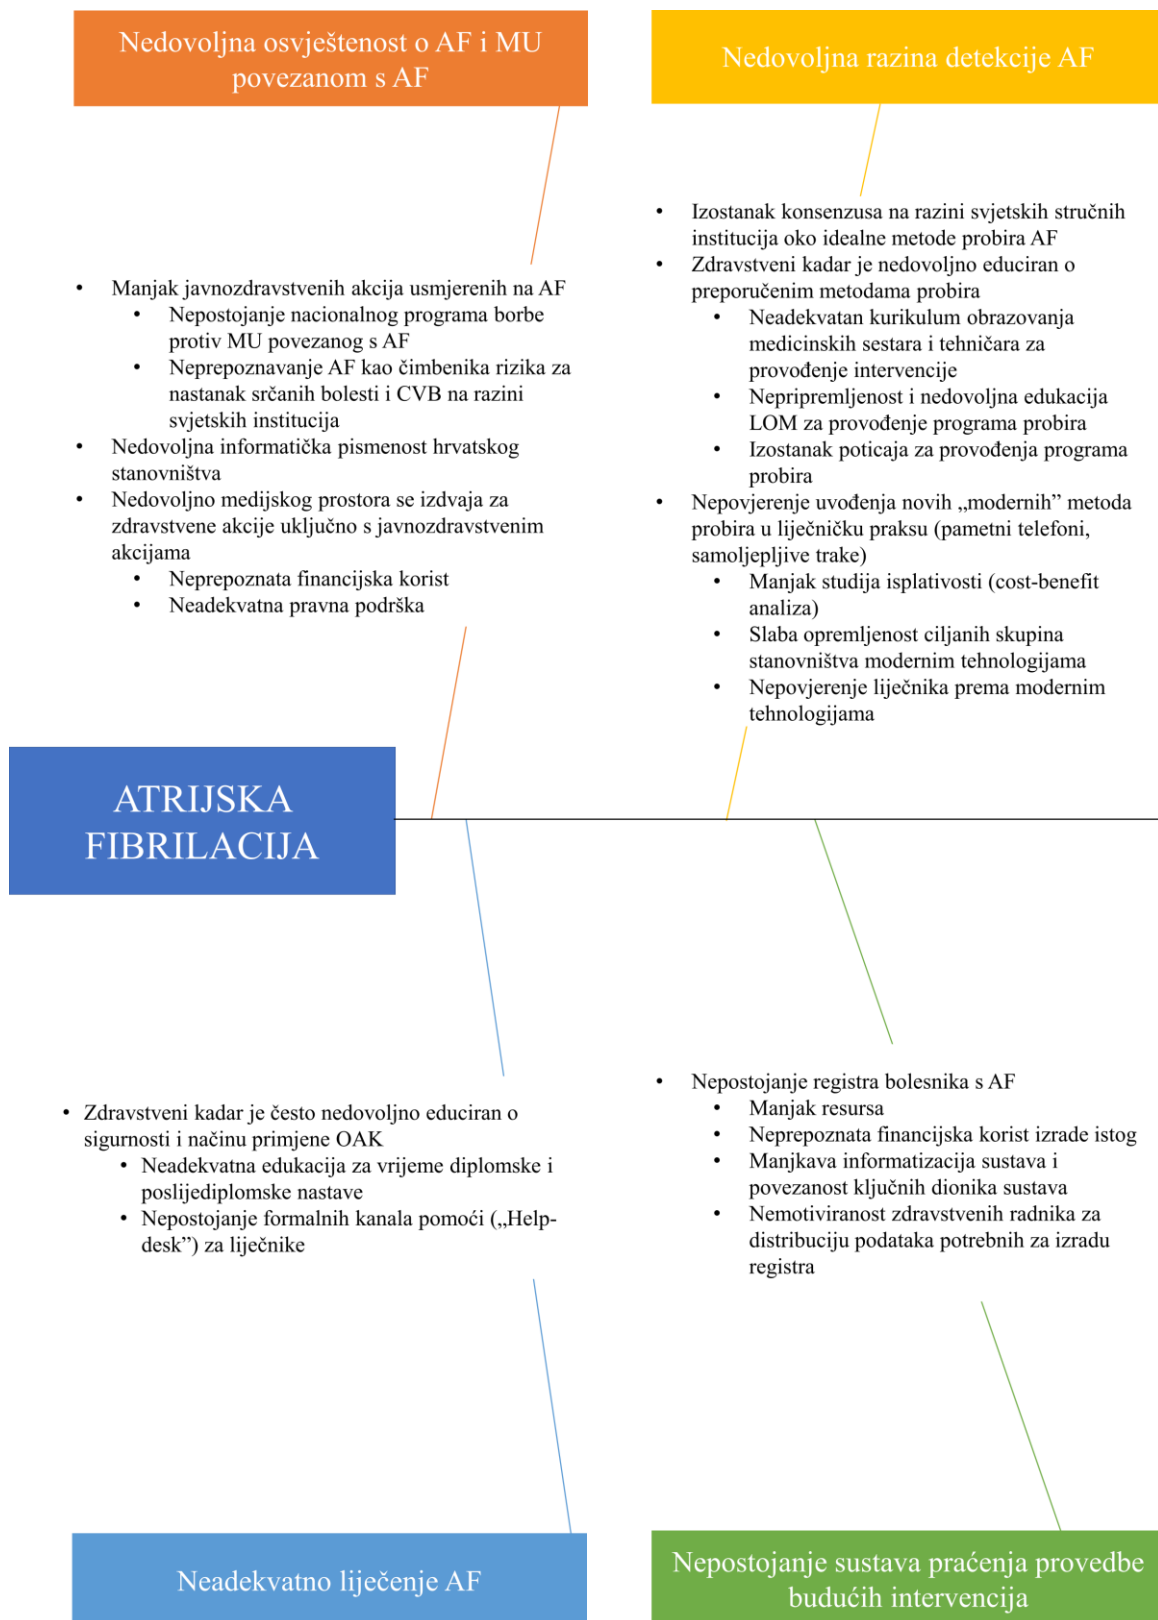 Nedovoljna osvještenost o AF i MU
povezanom s AF
• Manjak javnozdravstvenih akcija usmjerenih na AF
• Nepostojanje nacionalnog programa borbe
protiv MU povezanog s AF
• Neprepoznavanje AF kao čimbenika rizika za
nastanak srčanih bolesti i CVB na razini
svjetskih institucija
• Nedovoljna informatička pismenost hrvatskog
stanovništva
• Nedovoljno medijskog prostora se izdvaja za
zdravstvene akcije uključno s javnozdravstvenim
akcijama
• Neprepoznata financijska korist
• Neadekvatna pravna podrška
Nedovoljna razina detekcije AF
• Izostanak konsenzusa na razini svjetskih stručnih
institucija oko idealne metode probira AF
• Zdravstveni kadar je nedovoljno educiran o
preporučenim metodama probira
• Neadekvatan kurikulum obrazovanja
medicinskih sestara i tehničara za
provođenje intervencije
• Nepripremljenost i nedovoljna edukacija
LOM za provođenje programa probira
• Izostanak poticaja za provođenja programa
probira
• Nepovjerenje uvođenja novih „modernih” metoda
probira u liječničku praksu (pametni telefoni,
samoljepljive trake)
• Manjak studija isplativosti (cost-benefit
analiza)
• Slaba opremljenost ciljanih skupina
stanovništva modernim tehnologijama
• Nepovjerenje liječnika prema modernim
tehnologijama
ATRIJSKA
FIBRILACIJA
• Zdravstveni kadar je često nedovoljno educiran o
sigurnosti i načinu primjene OAK
• Neadekvatna edukacija za vrijeme diplomske i
poslijediplomske nastave
• Nepostojanje formalnih kanala pomoći („Help-
desk”) za liječnike
Neadekvatno liječenje AF
• Nepostojanje registra bolesnika s AF
• Manjak resursa
• Neprepoznata financijska korist izrade istog
• Manjkava informatizacija sustava i
povezanost ključnih dionika sustava
• Nemotiviranost zdravstvenih radnika za
distribuciju podataka potrebnih za izradu
registra
Nepostojanje sustava praćenja provedbe
budućih intervencija